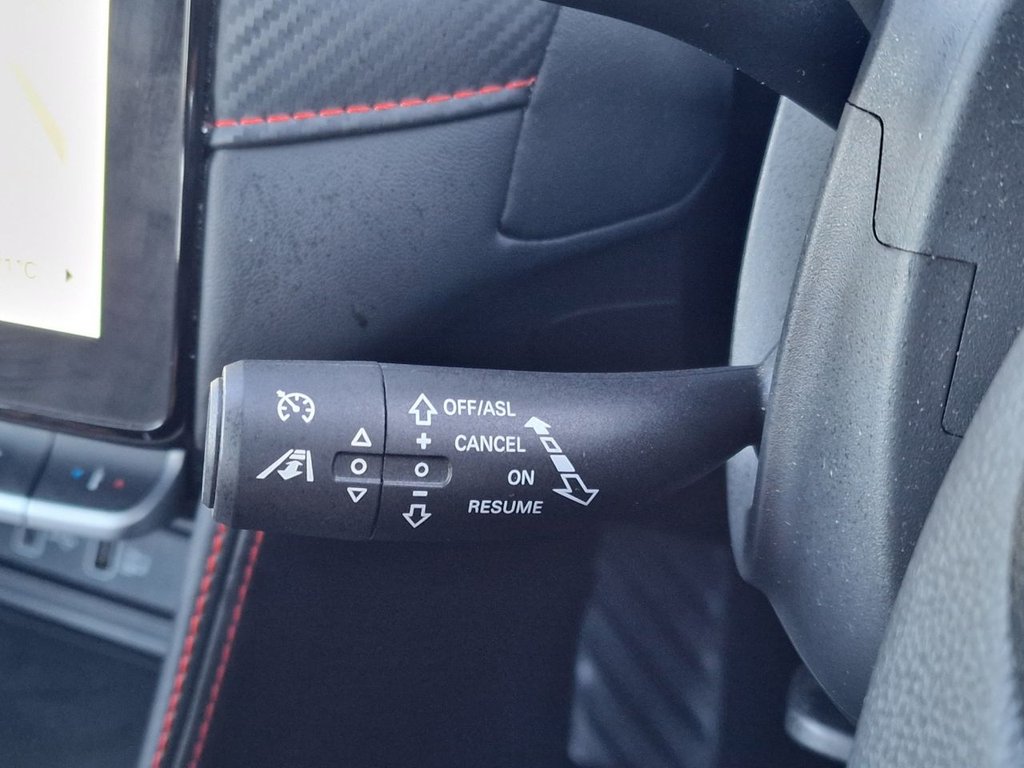 OFF/ASL
+ CANCEL
ON
- RESUME